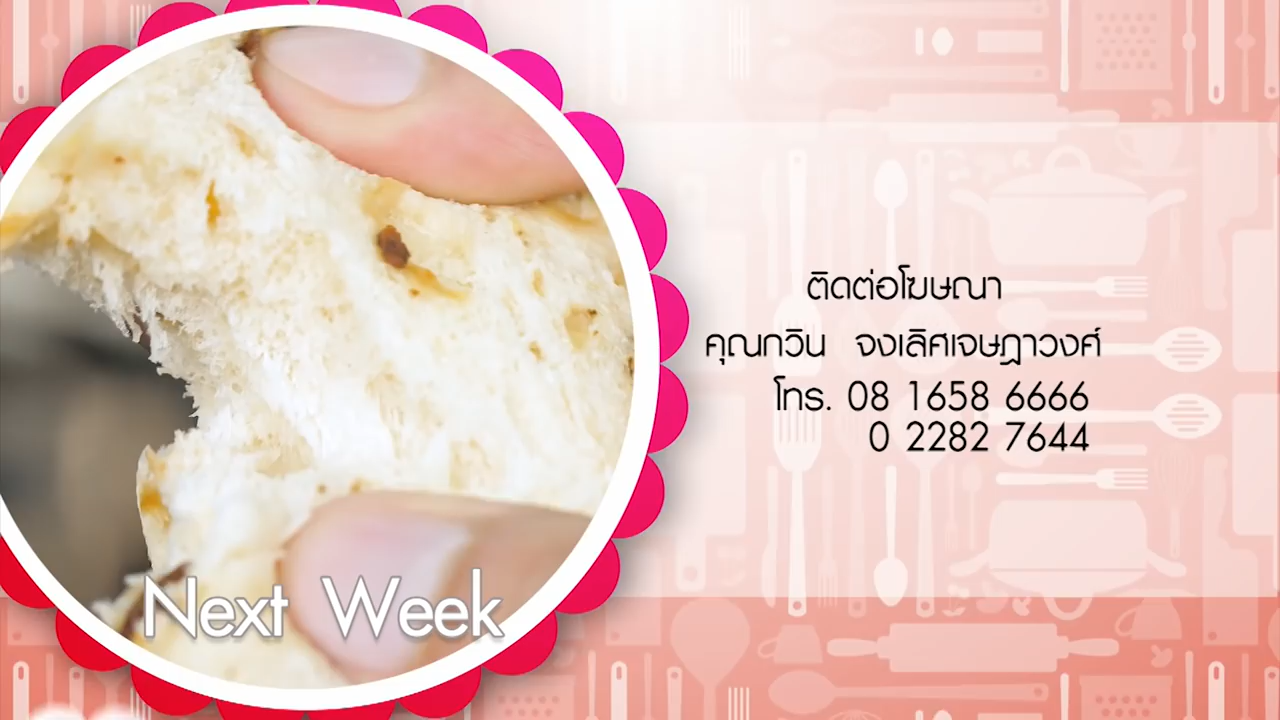 ติดต่อโฆษณา
คุณกวิน จงเลิศเจษฎาวงศ์
โทร. 08 1658 6666
0 2282 7644
Next Week